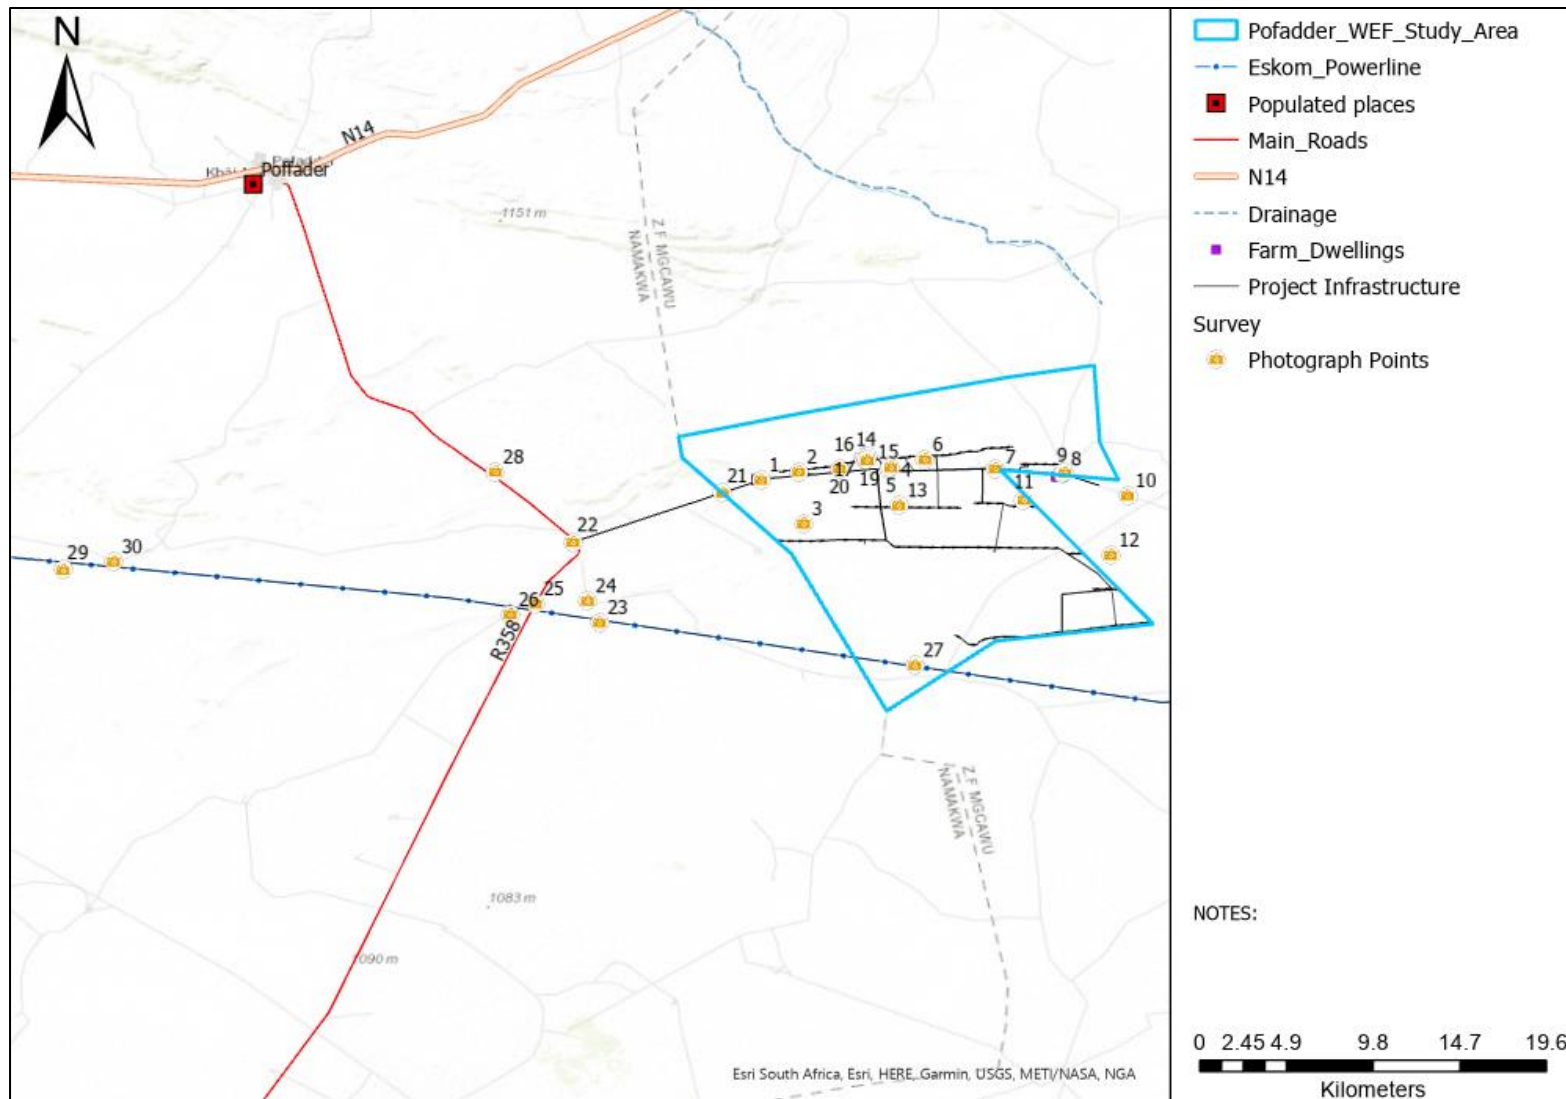 N
N14
Poffader
1151 m
Z F MGCAWU
NAMAKWA
28
22
21
1
2
16
14
15
6
17
20
19
4
5
13
3
7
9
8
10
11
12
29
30
26
25
24
23
R358
27
Z F MGCAWU
NAMAKWA
1083 m
1090 m
Esri South Africa, Esri, HERE, Garmin, USGS, METI/NASA, NGA
Pofadder_WEF_Study_Area
Eskom_Powerline
Populated places
Main_Roads
N14
Drainage
Farm_Dwellings
Project Infrastructure
Survey
Photograph Points
NOTES:
0 2.45 4.9 9.8 14.7 19.6
Kilometers